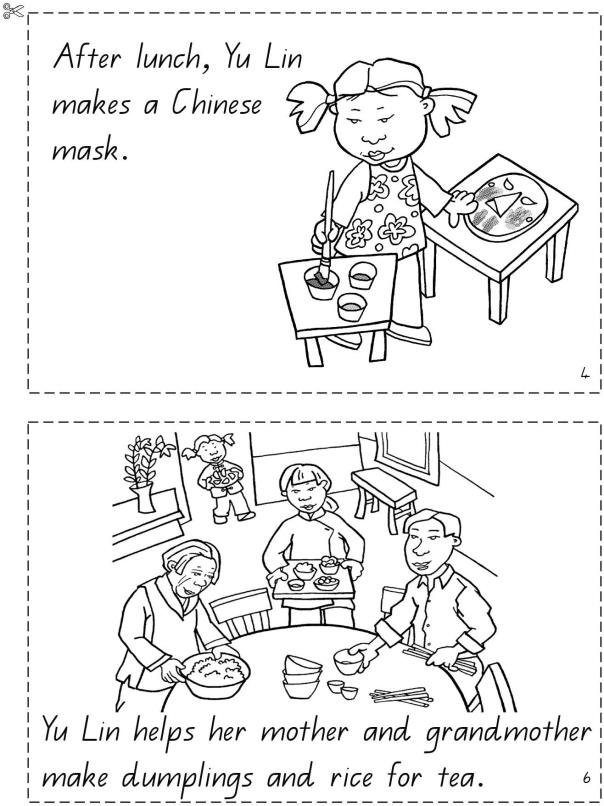 After lunch, Yu Lin
makes a Chinese
mask.
4
Yu Lin helps her mother and grandmother
make dumplings and rice for tea.
6